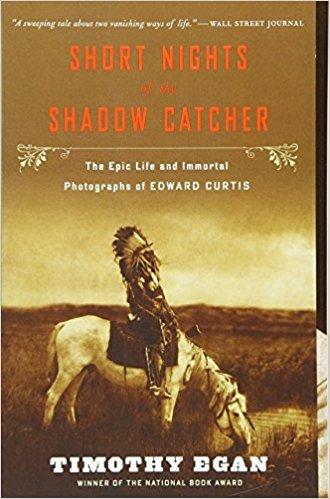 "A sweeping tale about two vanishing ways of life." —WALL STREET JOURNAL
SHORT NIGHTS
of the
SHADOW CATCHER
The Epic Life and Immortal
Photographs of EDWARD CURTIS
TIMOTHY EGAN
WINNER OF THE NATIONAL BOOK AWARD